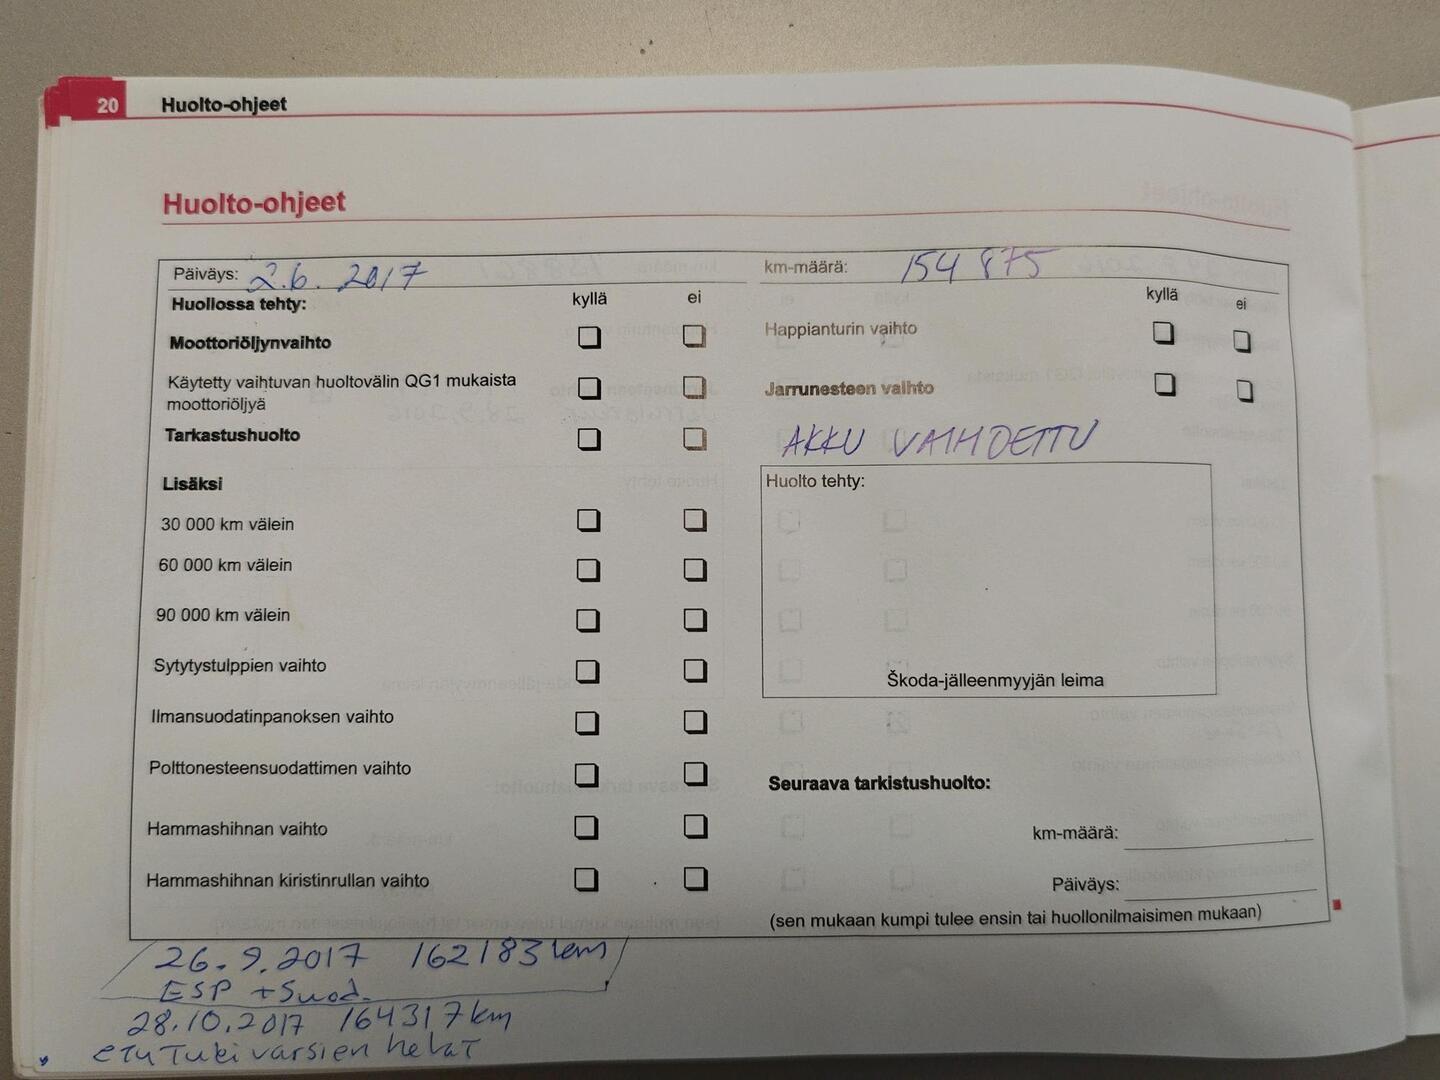 20 Huolto-ohjeet
Huolto-ohjeet
Päiväys: 2.6. 2017
km-määrä: 154 875
Huollossa tehty: kyllä ei
kyllä ei
Moottoriöljynvaihto
Happianturin vaihto
Käytetty vaihtuvan huoltovälin QG1 mukaista
moottoriöljyä
Jarrunesteen vaihto
Tarkastushuolto
AKKU VAIHDETTU
Lisäksi
Huolto tehty:
30 000 km välein
60 000 km välein
90 000 km välein
Sytytystulppien vaihto
Škoda-jälleenmyyjän leima
Ilmansuodatinpanoksen vaihto
Polttonesteensuodattimen vaihto
Seuraava tarkistushuolto:
Hammashihnan vaihto
km-määrä:
Hammashihnan kiristinrullan vaihto
Päiväys:
(sen mukaan kumpi tulee ensin tai huollonilmaisimen mukaan)
26.9.2017 162183 km
ESP + Suod.
28.10.2017 164317 km
etu Tukivarsien helat